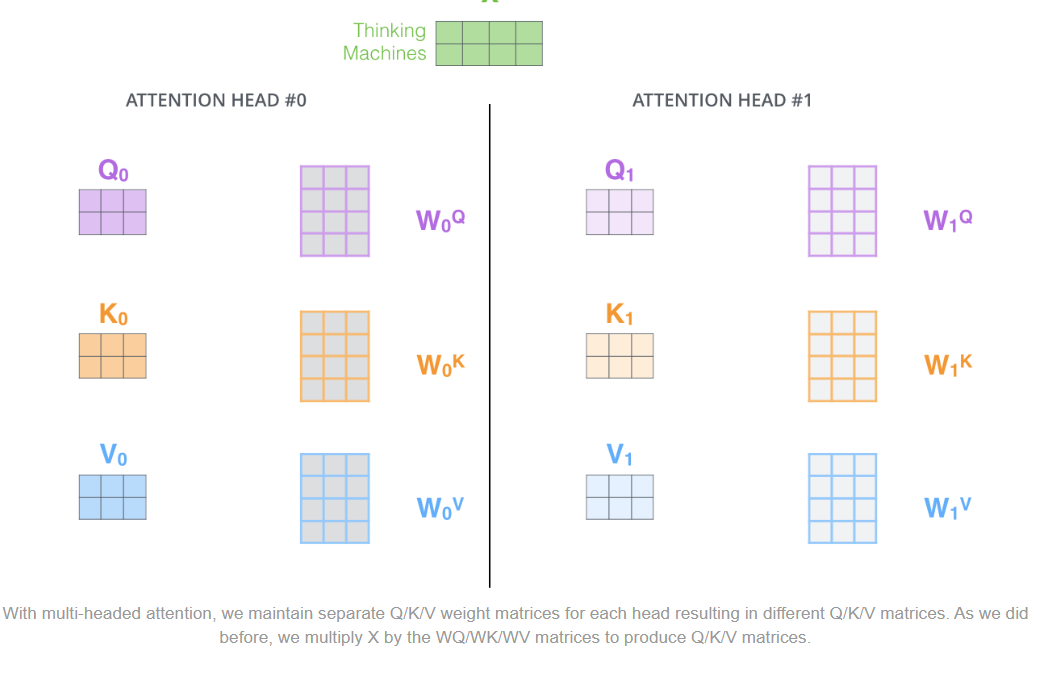 Thinking
Machines
ATTENTION HEAD #0
ATTENTION HEAD #1
Q₀
W₀Q
Q₁
W₁Q
K₀
W₀K
K₁
W₁K
V₀
W₀V
V₁
W₁V
With multi-headed attention, we maintain separate Q/K/V weight matrices for each head resulting in different Q/K/V matrices. As we did
before, we multiply X by the WQ/WK/WV matrices to produce Q/K/V matrices.